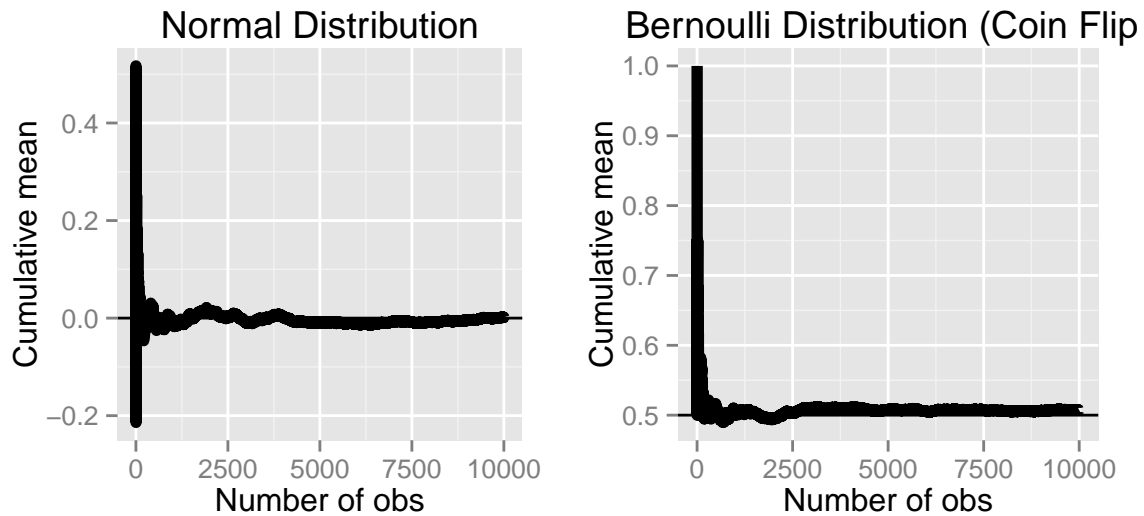 Normal Distribution
Cumulative mean
0.4
0.2
0.0
−0.2
0 2500 5000 7500 10000
Number of obs
Bernoulli Distribution (Coin Flip
Cumulative mean
1.0
0.9
0.8
0.7
0.6
0.5
0 2500 5000 7500 10000
Number of obs